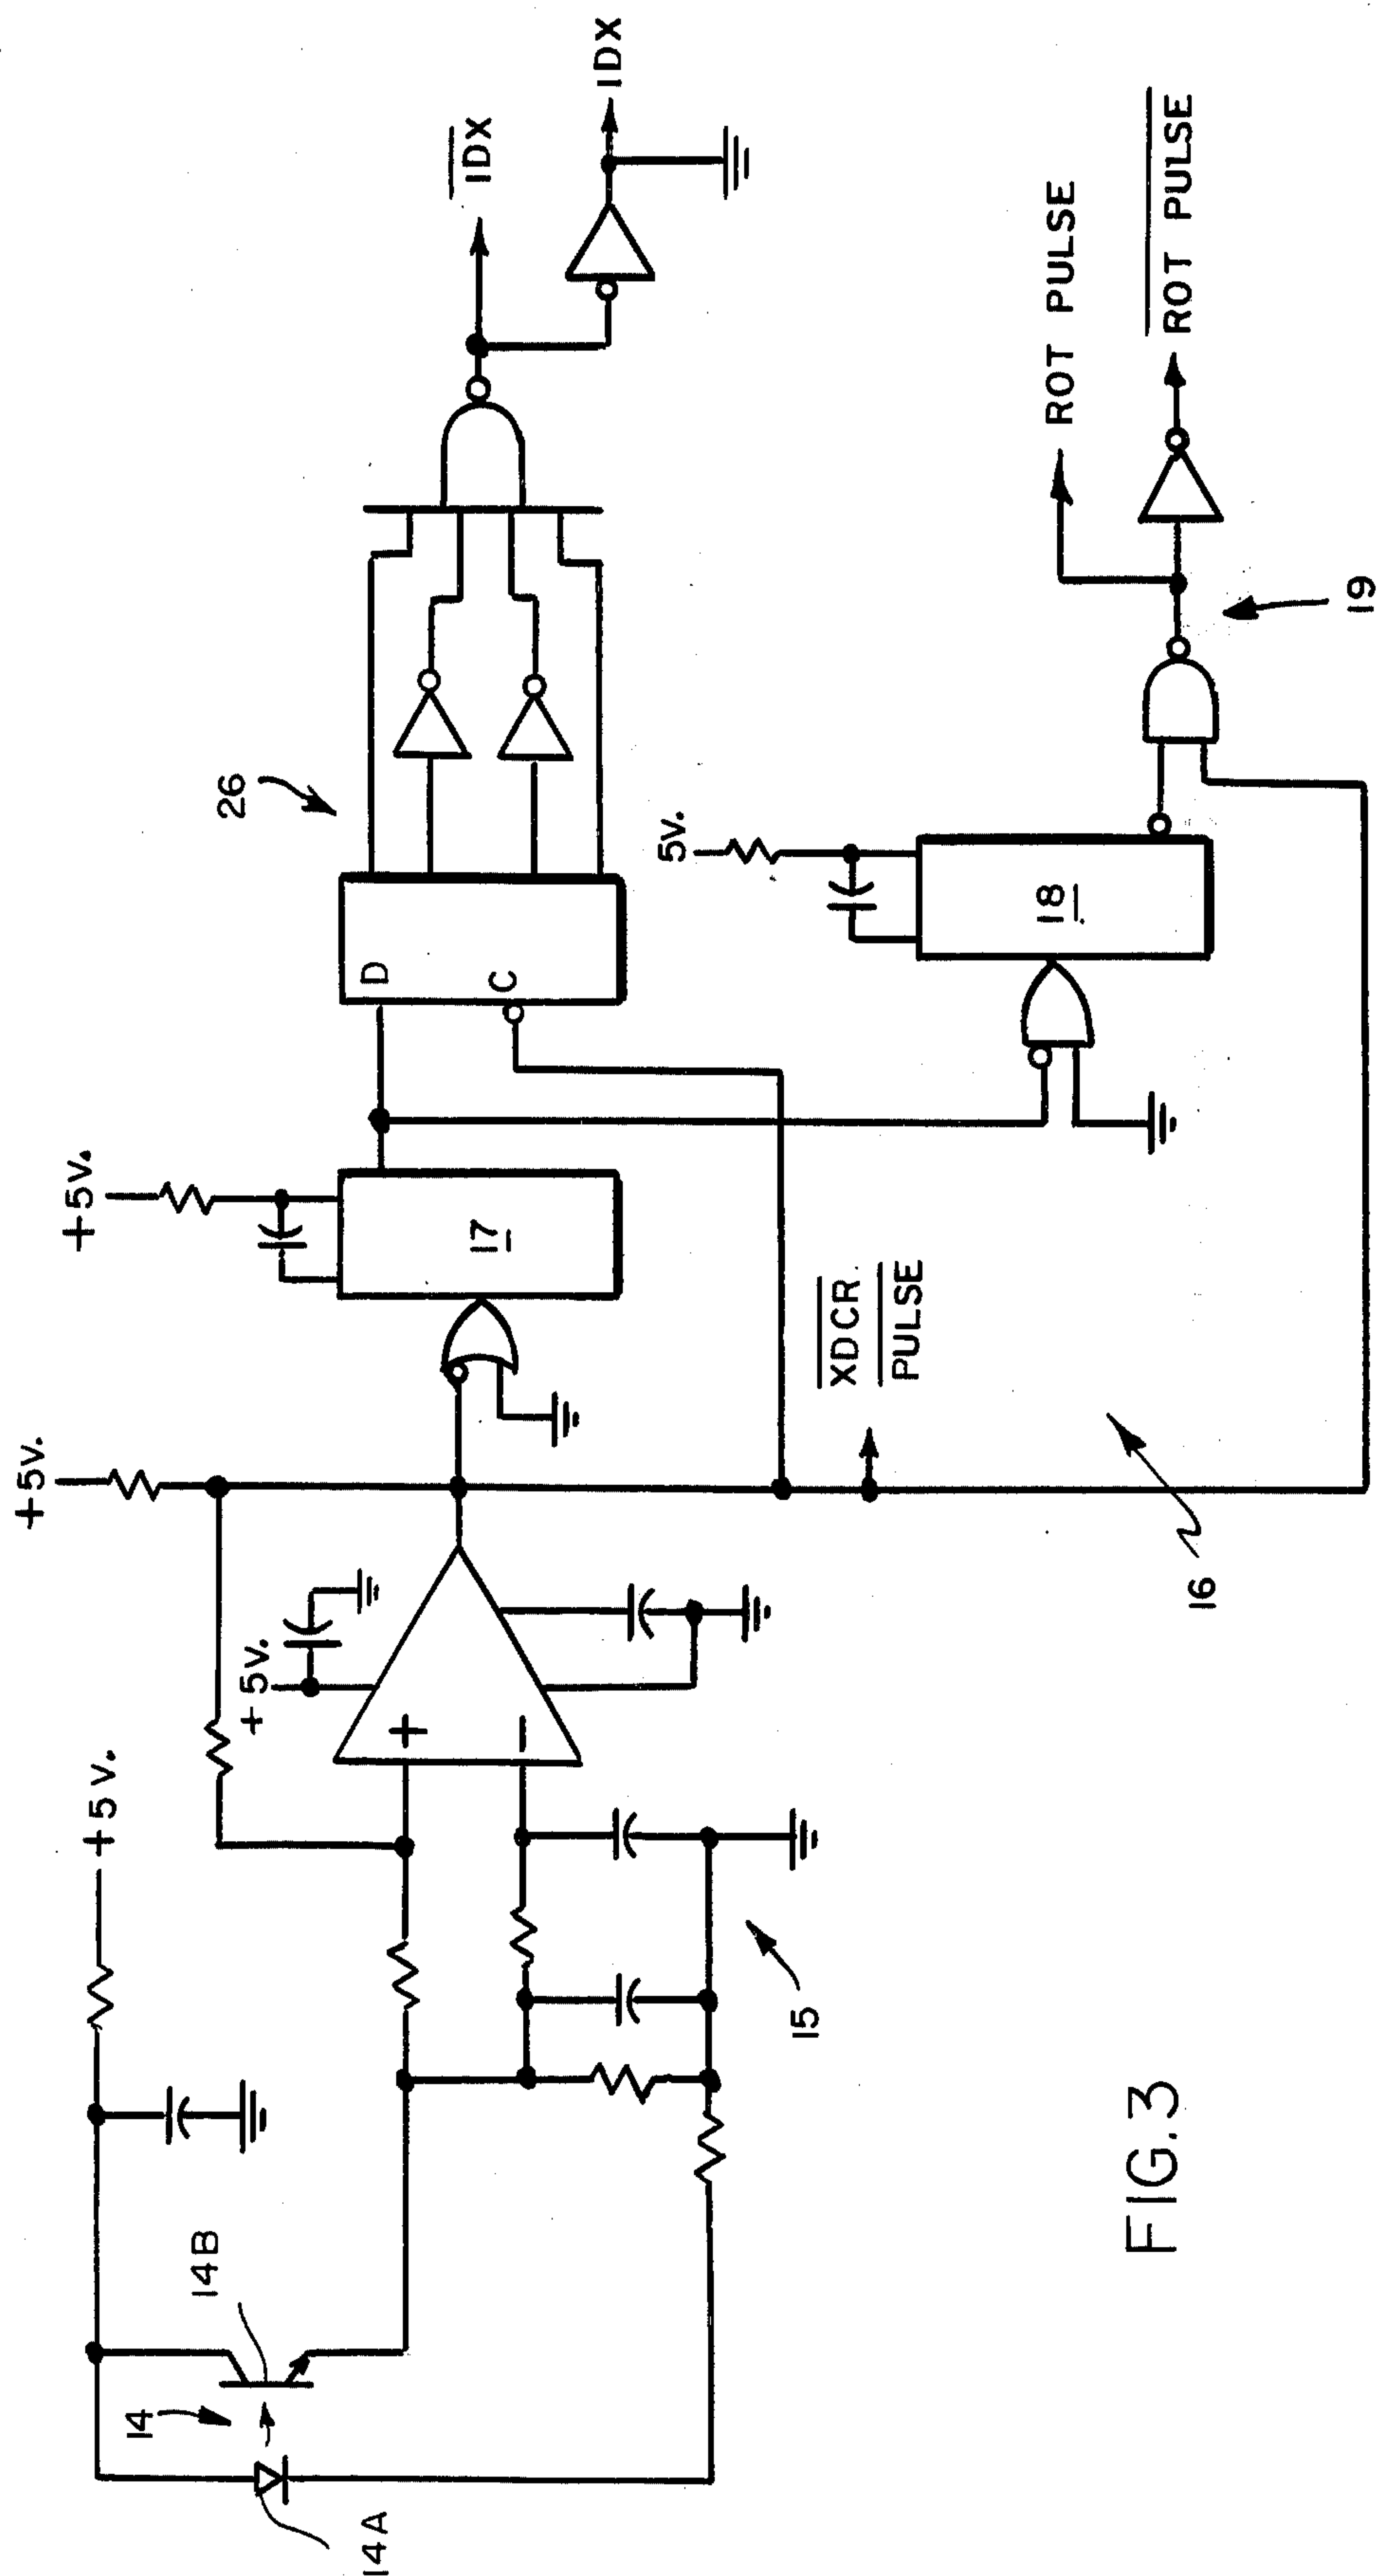 +5V.
14A
14
14B
15
+5V.
+5V.
+
−
16
XDCR
PULSE
+5V.
17
D
C
26
5V.
18
19
IDX
IDX
ROT PULSE
ROT PULSE
FIG.3